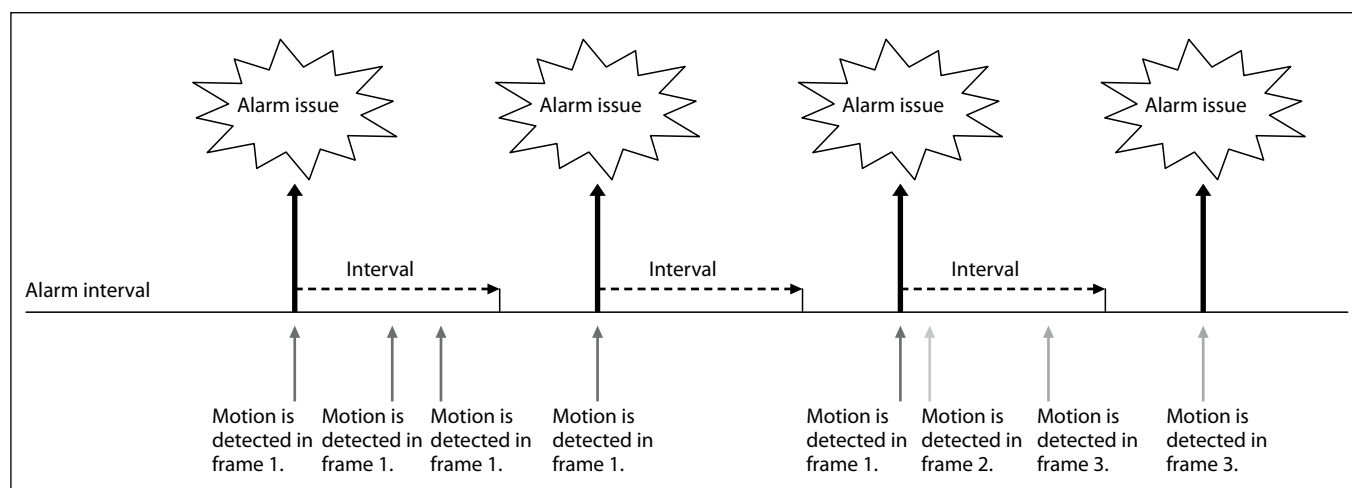 Alarm issue
Alarm issue
Alarm issue
Alarm issue
Interval
Interval
Interval
Alarm interval
Motion is
detected in
frame 1.
Motion is
detected in
frame 1.
Motion is
detected in
frame 1.
Motion is
detected in
frame 1.
Motion is
detected in
frame 1.
Motion is
detected in
frame 2.
Motion is
detected in
frame 3.
Motion is
detected in
frame 3.